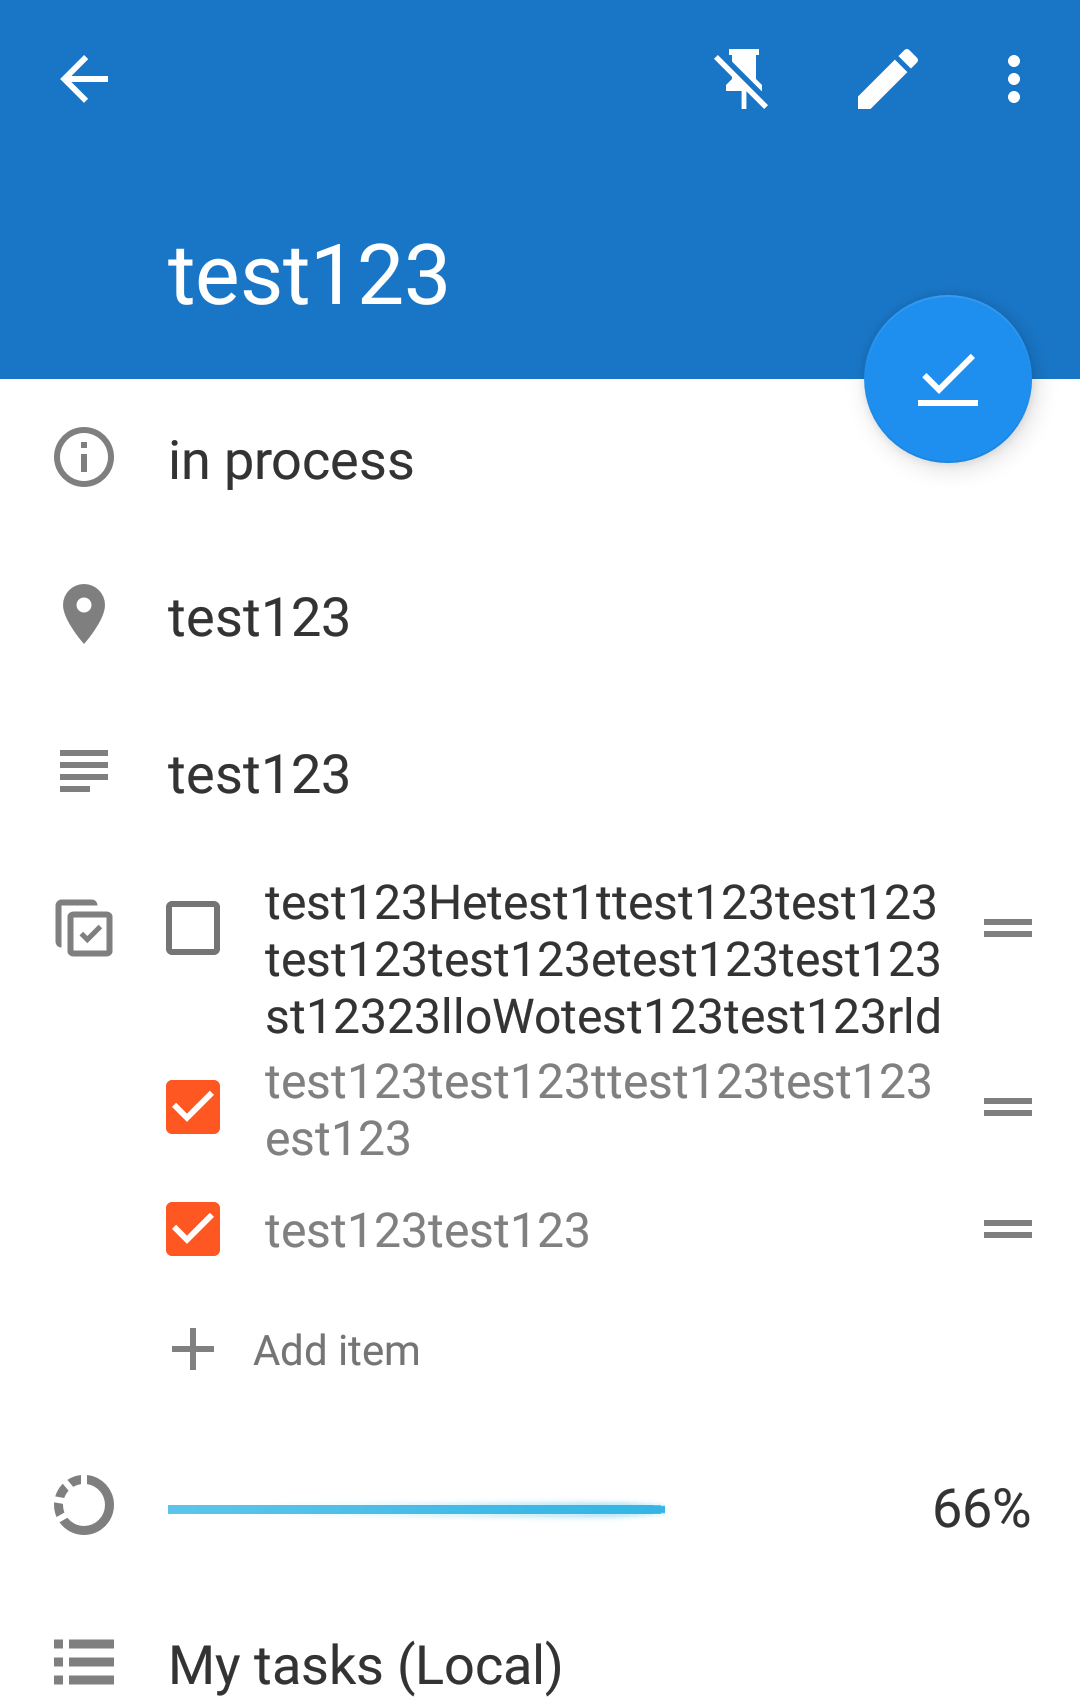 test123
in process
test123
test123
test123Hetest1ttest123test123
test123test123etest123test123
st12323lloWotest123test123rld
test123test123ttest123test123
est123
test123test123
Add item
66%
My tasks (Local)